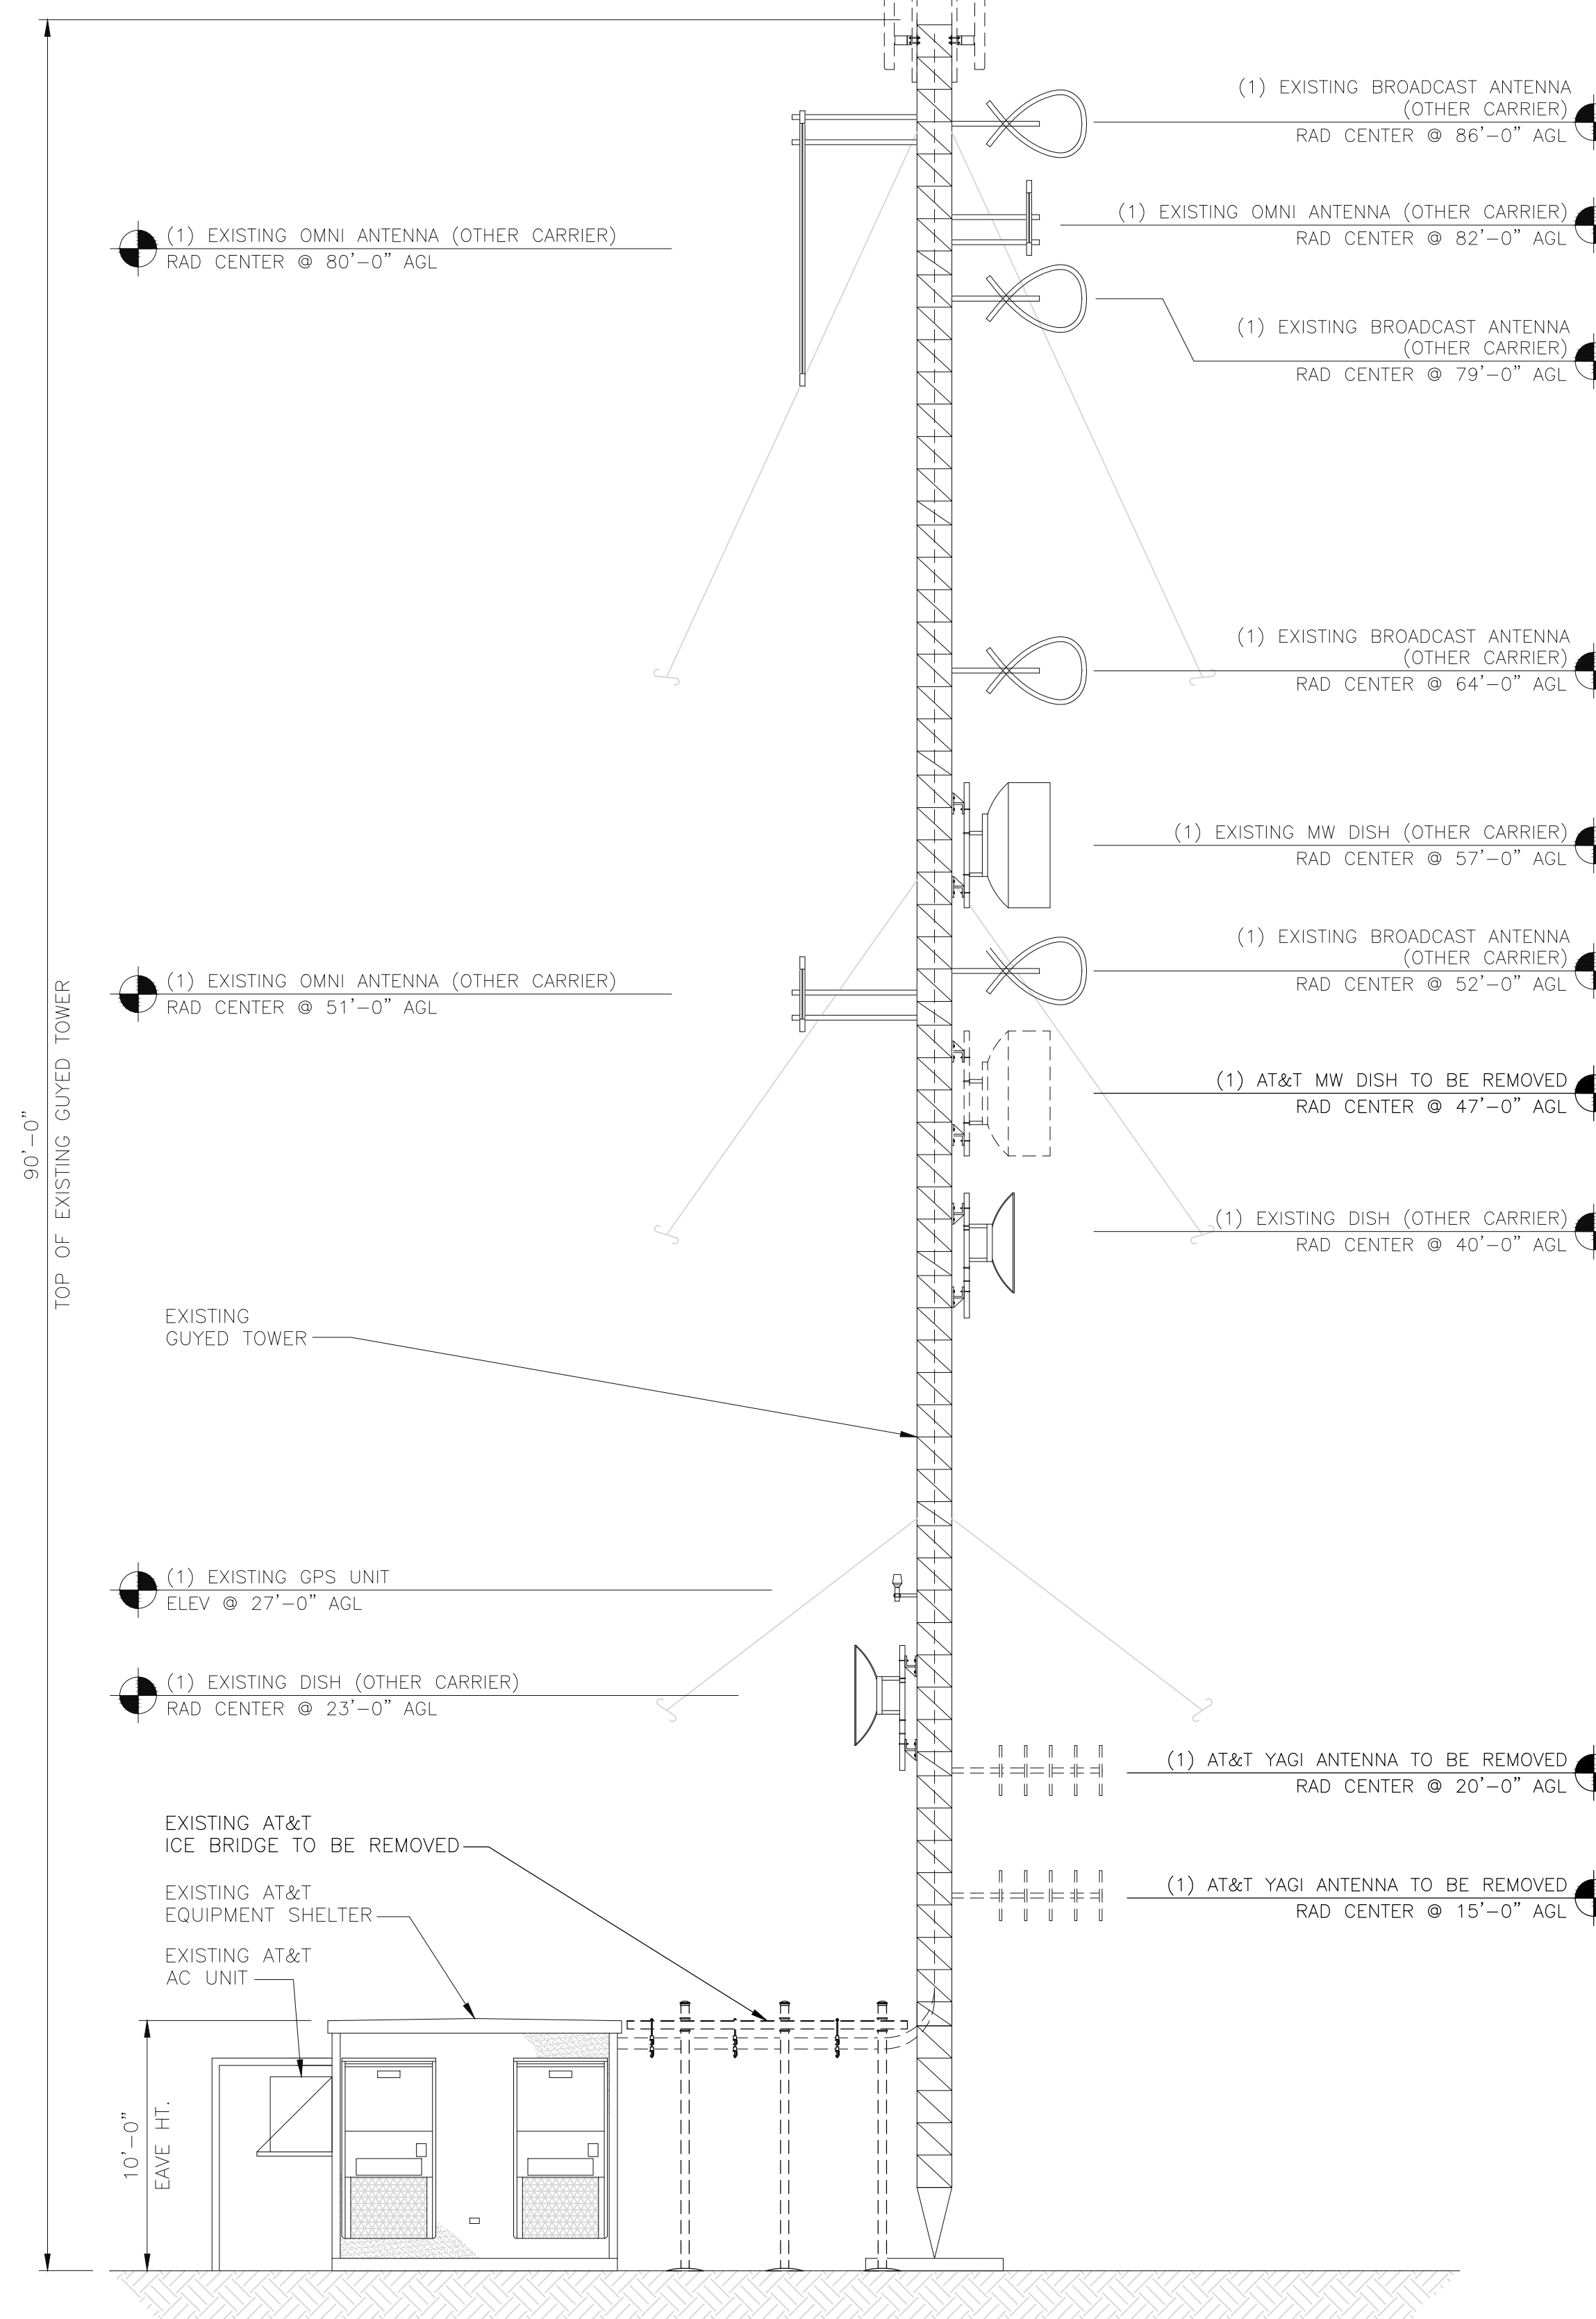 (1) EXISTING BROADCAST ANTENNA
(OTHER CARRIER)
RAD CENTER @ 86'-0" AGL
(1) EXISTING OMNI ANTENNA (OTHER CARRIER)
RAD CENTER @ 82'-0" AGL
(1) EXISTING OMNI ANTENNA (OTHER CARRIER)
RAD CENTER @ 80'-0" AGL
(1) EXISTING BROADCAST ANTENNA
(OTHER CARRIER)
RAD CENTER @ 79'-0" AGL
(1) EXISTING BROADCAST ANTENNA
(OTHER CARRIER)
RAD CENTER @ 64'-0" AGL
(1) EXISTING MW DISH (OTHER CARRIER)
RAD CENTER @ 57'-0" AGL
(1) EXISTING BROADCAST ANTENNA
(OTHER CARRIER)
RAD CENTER @ 52'-0" AGL
(1) EXISTING OMNI ANTENNA (OTHER CARRIER)
RAD CENTER @ 51'-0" AGL
(1) AT&T MW DISH TO BE REMOVED
RAD CENTER @ 47'-0" AGL
90'-0"
TOP OF EXISTING GUYED TOWER
(1) EXISTING DISH (OTHER CARRIER)
RAD CENTER @ 40'-0" AGL
EXISTING
GUYED TOWER
(1) EXISTING GPS UNIT
ELEV @ 27'-0" AGL
(1) EXISTING DISH (OTHER CARRIER)
RAD CENTER @ 23'-0" AGL
(1) AT&T YAGI ANTENNA TO BE REMOVED
RAD CENTER @ 20'-0" AGL
EXISTING AT&T
ICE BRIDGE TO BE REMOVED
(1) AT&T YAGI ANTENNA TO BE REMOVED
RAD CENTER @ 15'-0" AGL
EXISTING AT&T
EQUIPMENT SHELTER
EXISTING AT&T
AC UNIT
10'-0"
EAVE HT.